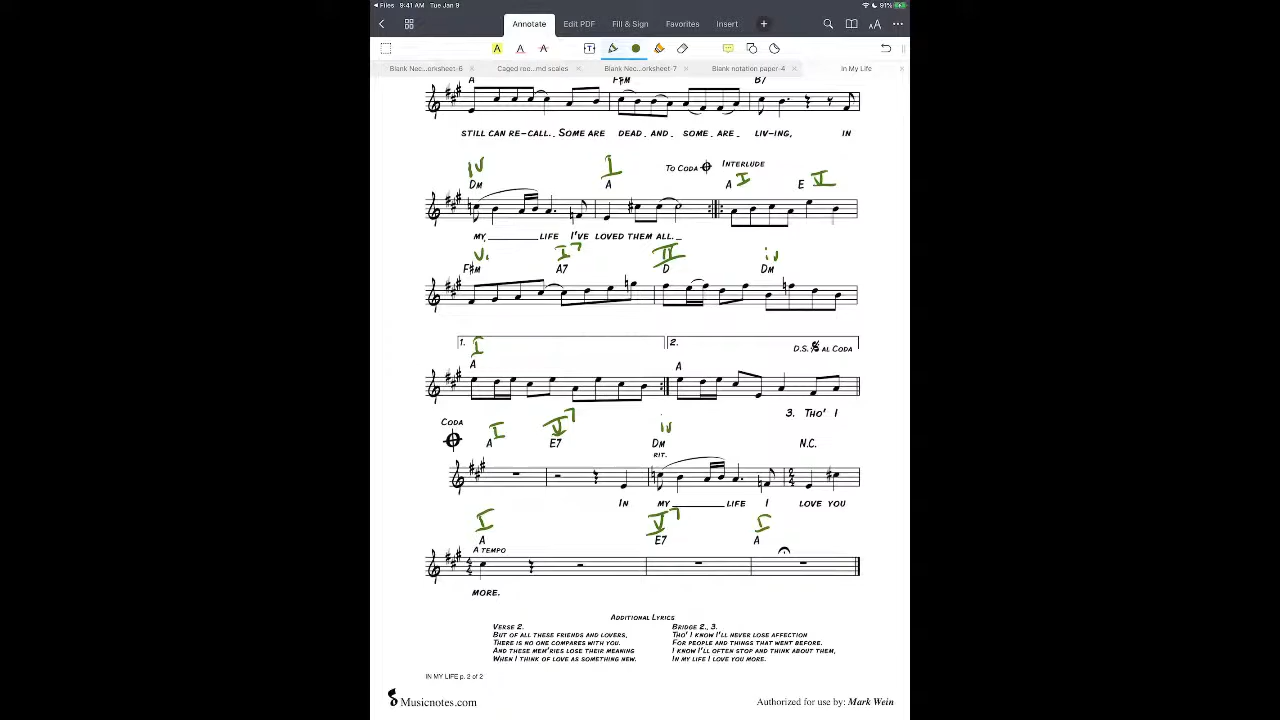 9:41 AM Tue Jan 9
Files
91%
Annotate Edit PDF Fill & Sign Favorites Insert
Blank Nec...orksheet-6 Caged roo...md scales Blank Nec...orksheet-7 Blank notation paper-4 In My Life
A F#M B7
STILL CAN RE-CALL. SOME ARE DEAD AND SOME ARE LIV-ING, IN
TO CODA INTERLUDE
iv I I V
DM A A E
MY LIFE I'VE LOVED THEM ALL.
vi I7 IV iv
F#M A7 D DM
1. I 2. D.S. AL CODA
A A
3. THO' I
CODA I V7 iv
A E7 DM N.C.
RIT.
IN MY LIFE I LOVE YOU
I V7 I
A E7 A
A TEMPO
MORE.
ADDITIONAL LYRICS
VERSE 2.
BUT OF ALL THESE FRIENDS AND LOVERS,
THERE IS NO ONE COMPARES WITH YOU.
AND THESE MEM'RIES LOSE THEIR MEANING
WHEN I THINK OF LOVE AS SOMETHING NEW.
BRIDGE 2., 3.
THO' I KNOW I'LL NEVER LOSE AFFECTION
FOR PEOPLE AND THINGS THAT WENT BEFORE.
I KNOW I'LL OFTEN STOP AND THINK ABOUT THEM,
IN MY LIFE I LOVE YOU MORE.
IN MY LIFE p. 2 of 2
Musicnotes.com Authorized for use by: Mark Wein